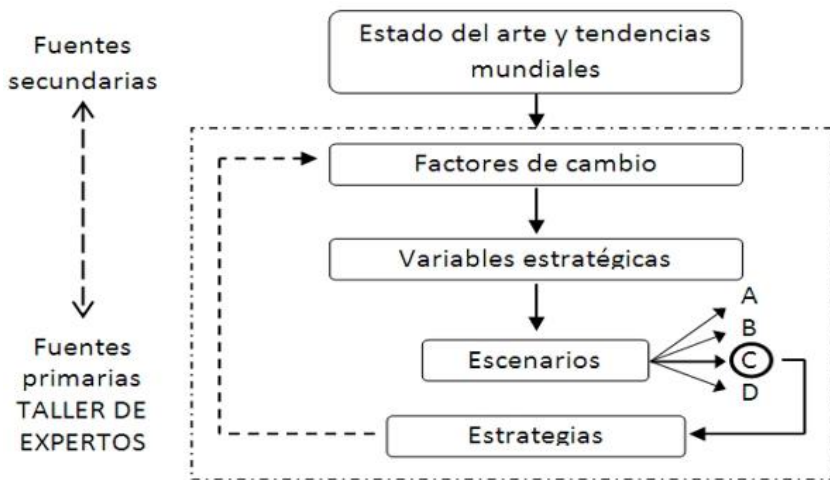 Fuentes
secundarias
Estado del arte y tendencias
mundiales
Factores de cambio
Variables estratégicas
Escenarios
A
B
C
D
Estrategias
Fuentes
primarias
TALLER DE
EXPERTOS